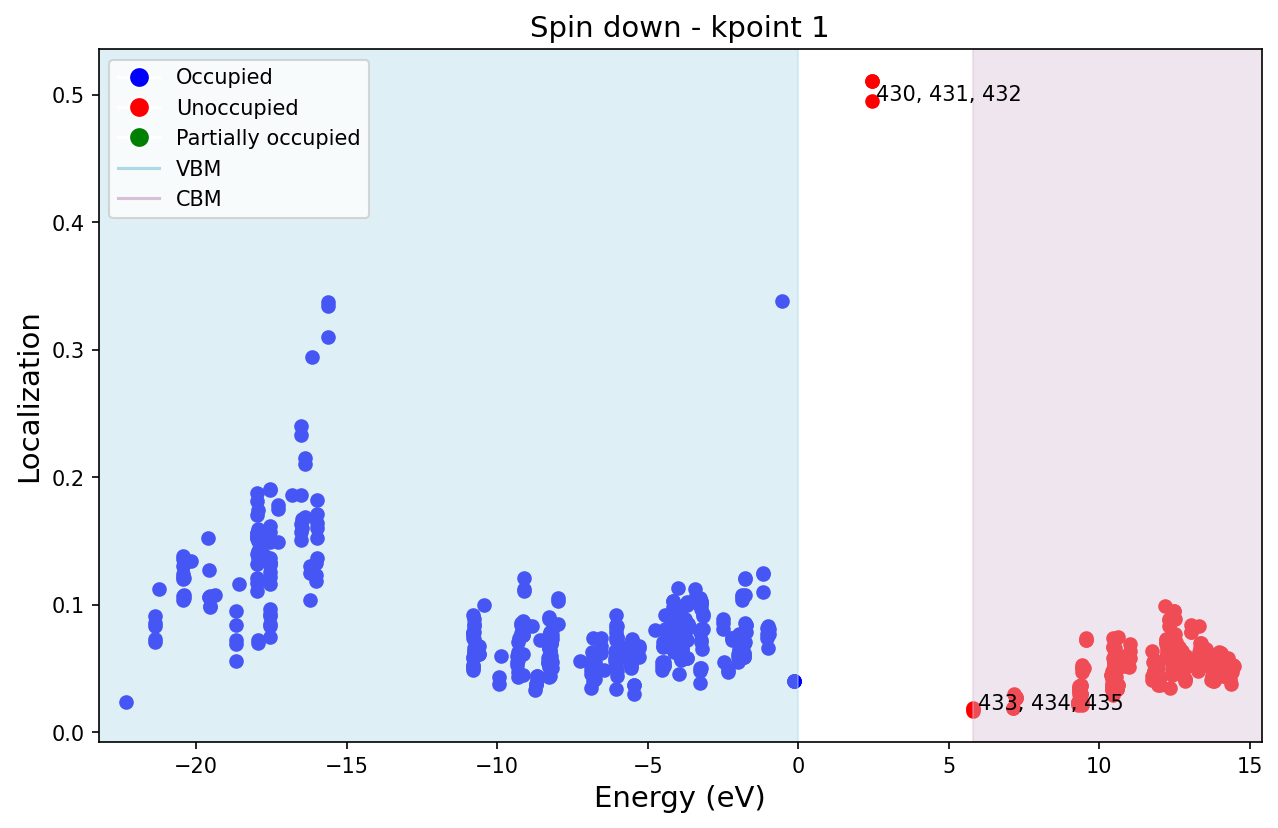 Spin down - kpoint 1
Occupied
Unoccupied
Partially occupied
VBM
CBM
430, 431, 432
433, 434, 435
0.5
0.4
0.3
0.2
0.1
0.0
Localization
−20
−15
−10
−5
0
5
10
15
Energy (eV)